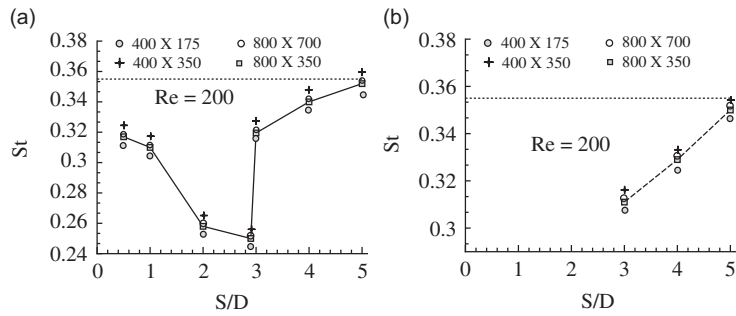 (a)
400 X 175
800 X 700
400 X 350
800 X 350
Re = 200
St
0.38
0.36
0.34
0.32
0.3
0.28
0.26
0.24
0 1 2 3 4 5
S/D
(b)
400 X 175
800 X 700
400 X 350
800 X 350
Re = 200
St
0.38
0.36
0.34
0.32
0.3
0 1 2 3 4 5
S/D